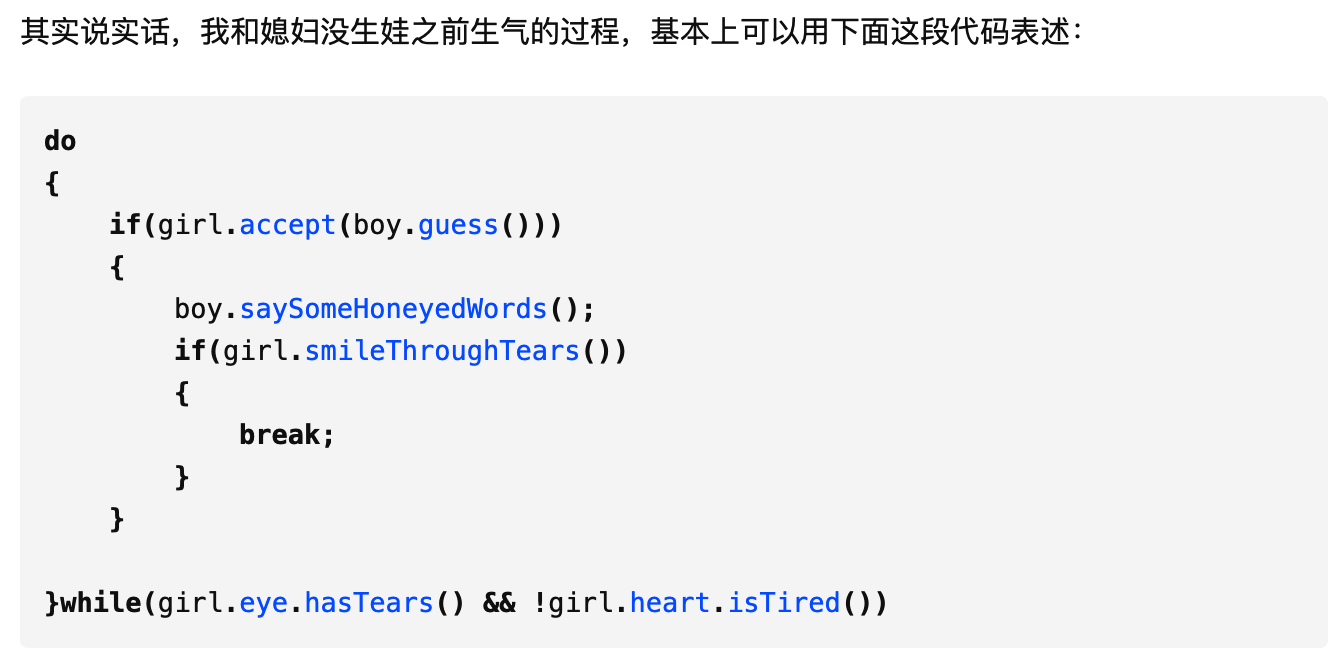 其实说实话，我和媳妇没生娃之前生气的过程，基本上可以用下面这段代码表述：
do
{
    if(girl.accept(boy.guess()))
    {
        boy.saySomeHoneyedWords();
        if(girl.smileThroughTears())
        {
            break;
        }
    }
}while(girl.eye.hasTears() && !girl.heart.isTired())